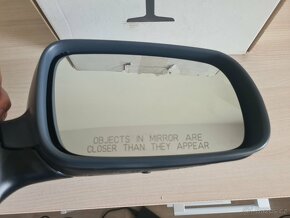 OBJECTS IN MIRROR ARE
CLOSER THAN THEY APPEAR